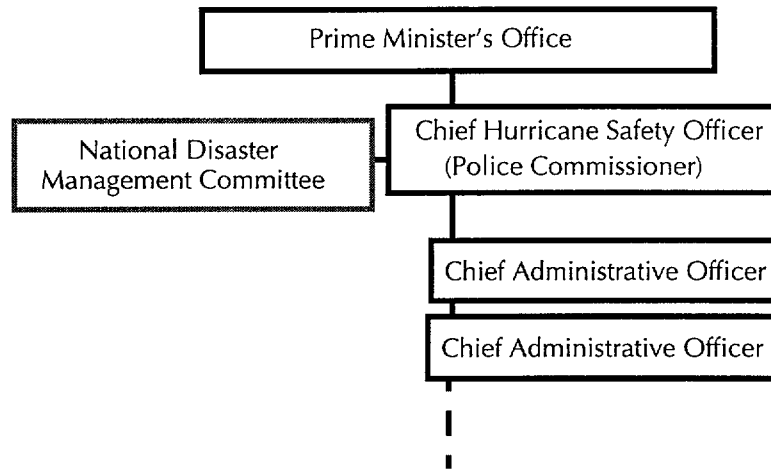 Prime Minister's Office
Chief Hurricane Safety Officer
(Police Commissioner)
National Disaster
Management Committee
Chief Administrative Officer
Chief Administrative Officer